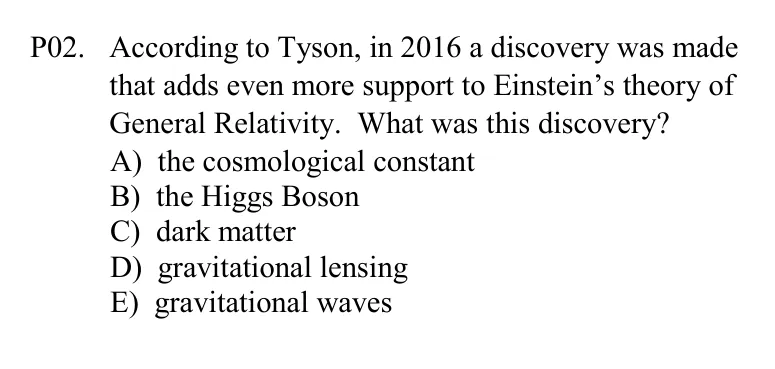 P02. According to Tyson, in 2016 a discovery was made
that adds even more support to Einstein’s theory of
General Relativity. What was this discovery?
A) the cosmological constant
B) the Higgs Boson
C) dark matter
D) gravitational lensing
E) gravitational waves